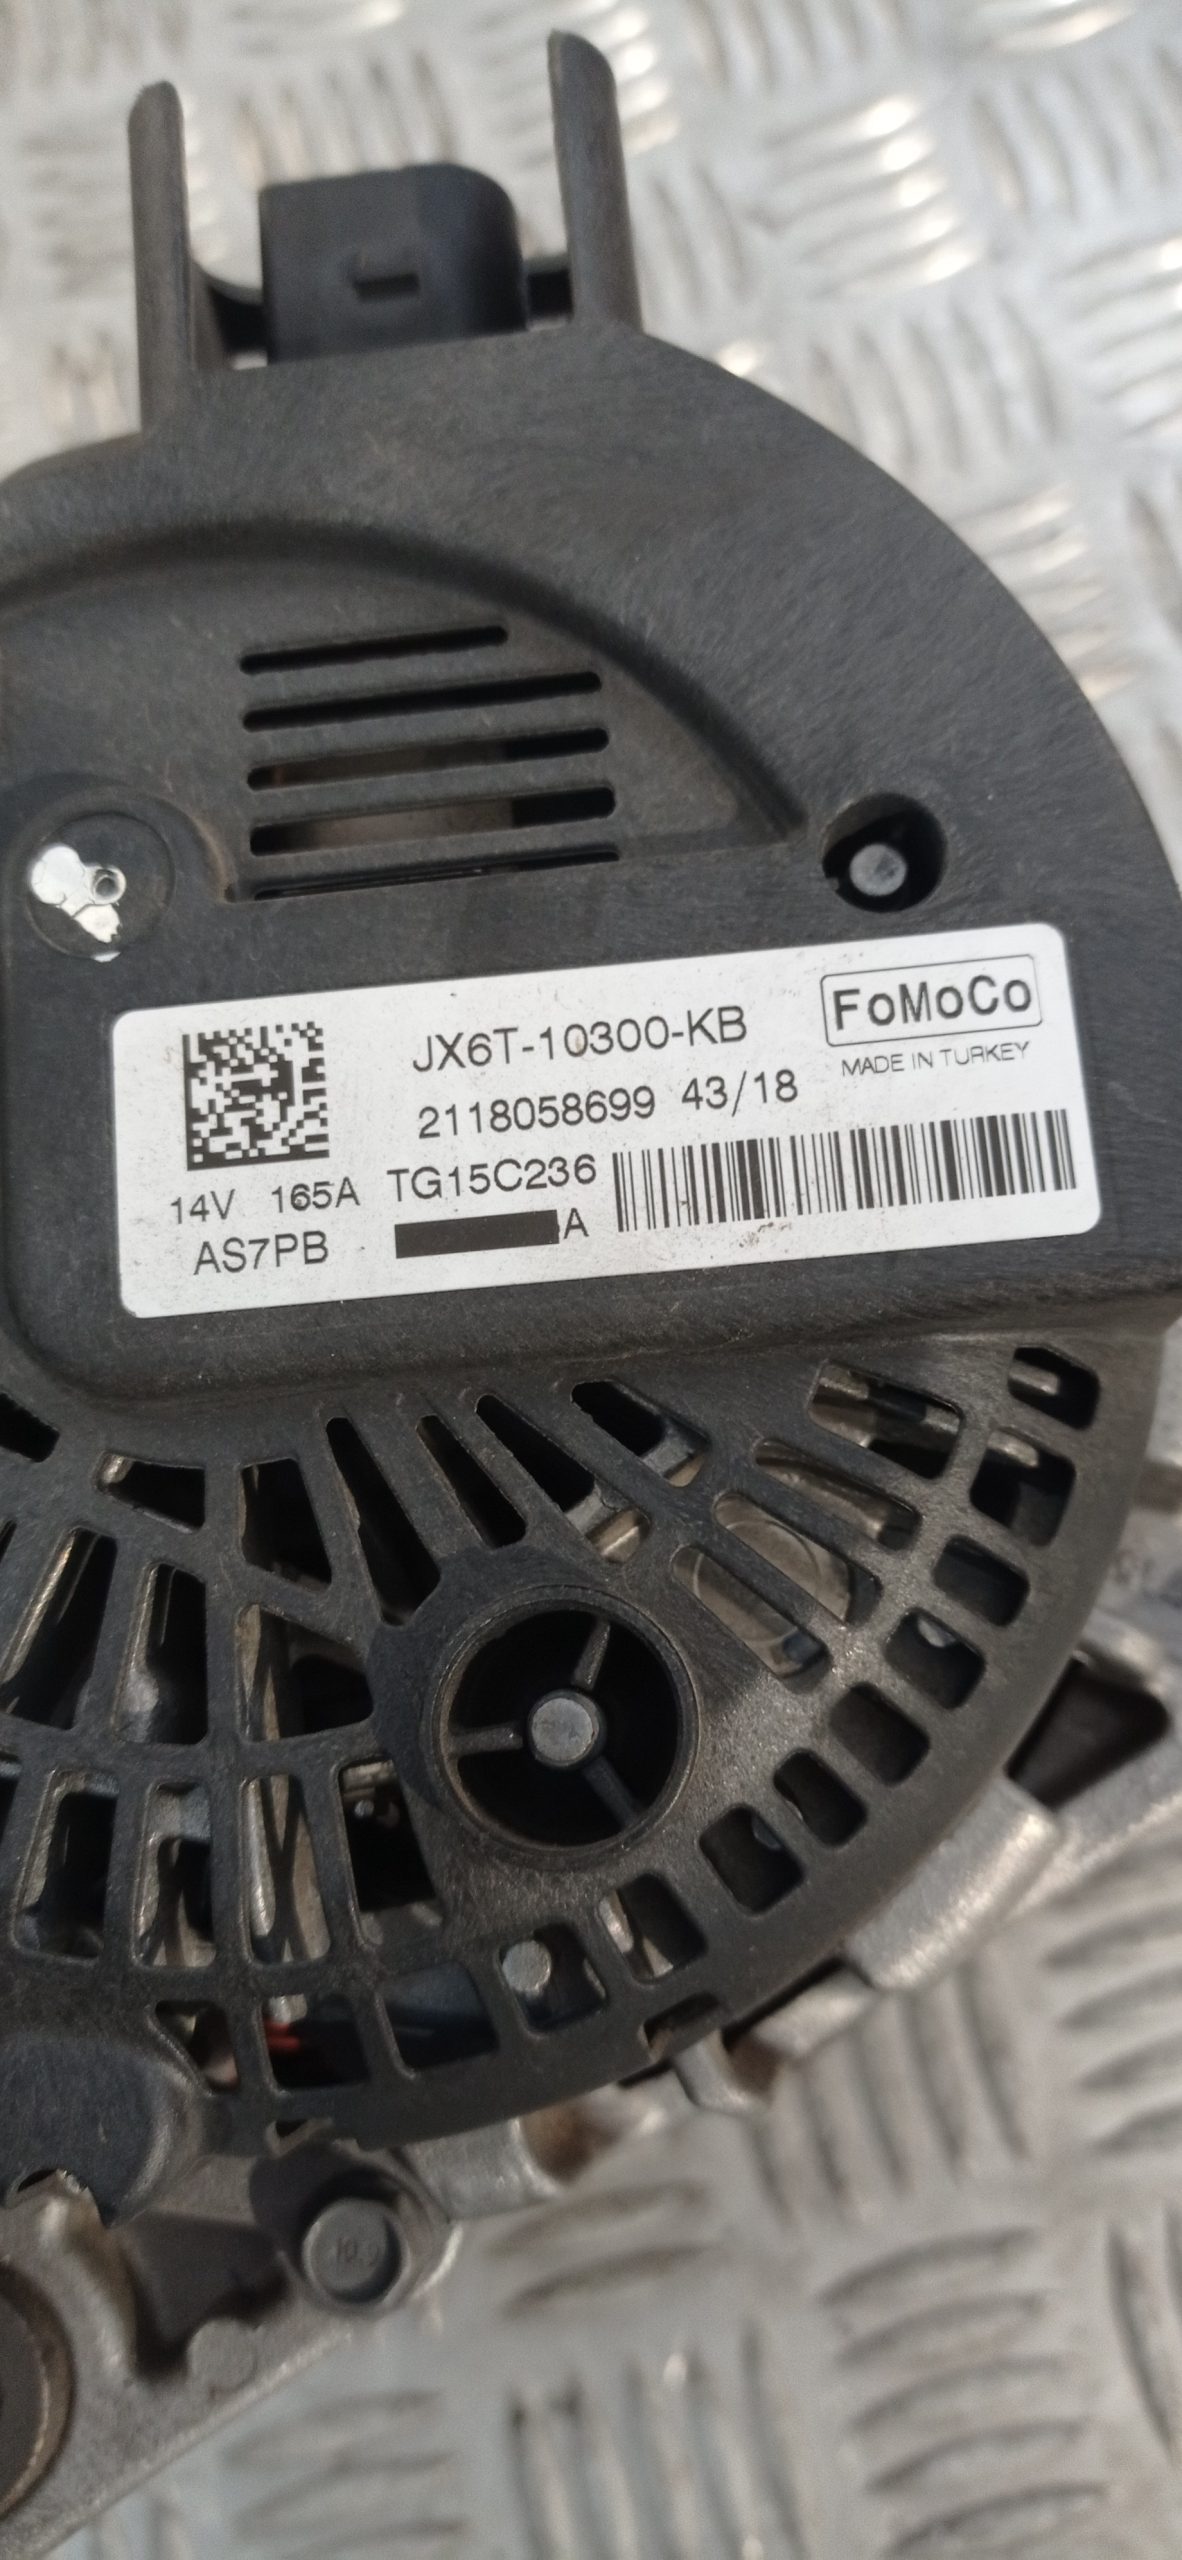 JX6T-10300-KB
FoMoCo
MADE IN TURKEY
2118058699 43/18
14V 165A TG15C236
AS7PB A